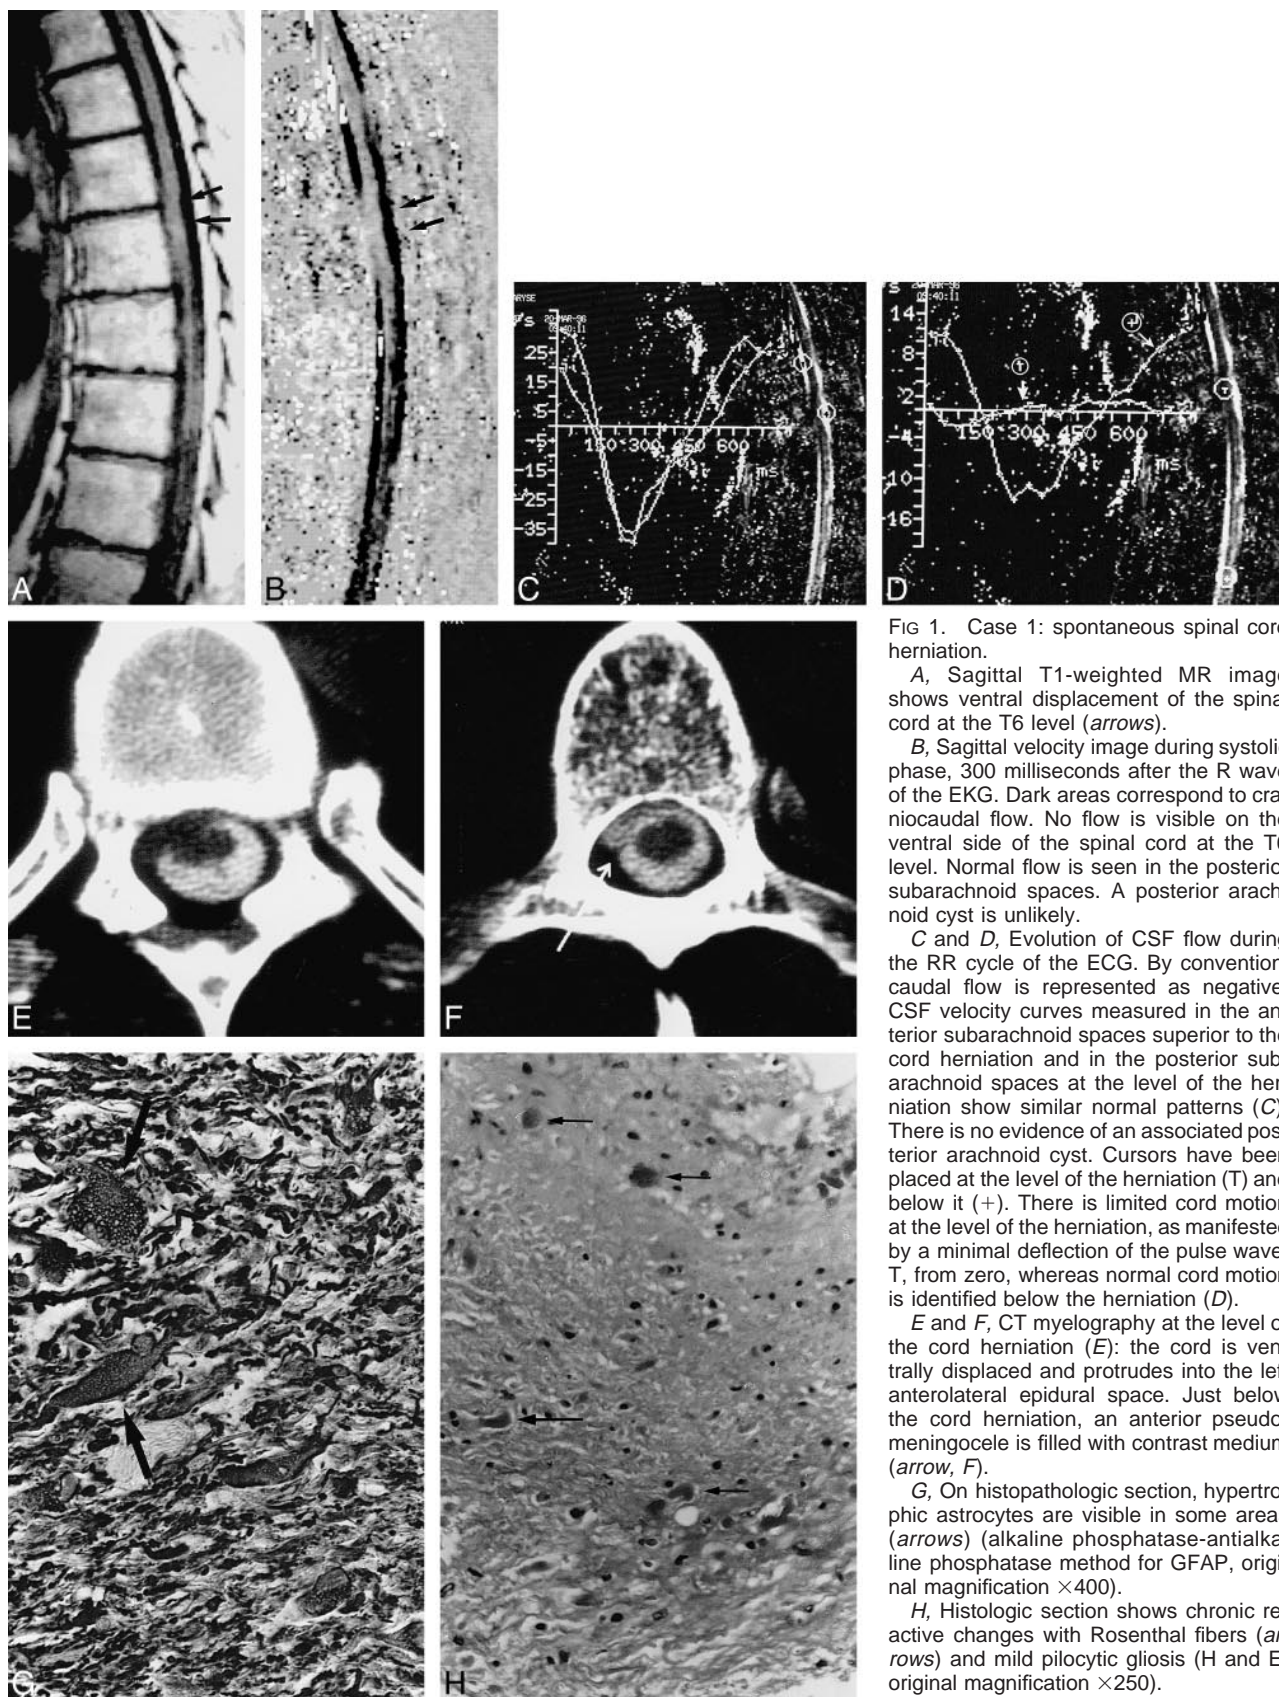 A
B
C
ARYSE
20-MAR-96
09:40:11
25
15
5
-5
-15
-25
-35
150 300 450 600
ms
D
20-MAR-96
09:40:11
14
8
2
-4
-10
-16
150 300 450 600
ms
E
F
G
H
FIG 1. Case 1: spontaneous spinal cord
herniation.
A, Sagittal T1-weighted MR image
shows ventral displacement of the spinal
cord at the T6 level (arrows).
B, Sagittal velocity image during systolic
phase, 300 milliseconds after the R wave
of the EKG. Dark areas correspond to cra
niocaudal flow. No flow is visible on the
ventral side of the spinal cord at the T6
level. Normal flow is seen in the posterior
subarachnoid spaces. A posterior arach
noid cyst is unlikely.
C and D, Evolution of CSF flow during
the RR cycle of the ECG. By convention
caudal flow is represented as negative
CSF velocity curves measured in the an
terior subarachnoid spaces superior to the
cord herniation and in the posterior sub
arachnoid spaces at the level of the her
niation show similar normal patterns (C)
There is no evidence of an associated pos
terior arachnoid cyst. Cursors have been
placed at the level of the herniation (T) and
below it (+). There is limited cord motion
at the level of the herniation, as manifested
by a minimal deflection of the pulse wave
T, from zero, whereas normal cord motion
is identified below the herniation (D).
E and F, CT myelography at the level of
the cord herniation (E): the cord is ven
trally displaced and protrudes into the left
anterolateral epidural space. Just below
the cord herniation, an anterior pseudo
meningocele is filled with contrast medium
(arrow, F).
G, On histopathologic section, hypertro
phic astrocytes are visible in some areas
(arrows) (alkaline phosphatase-antialka
line phosphatase method for GFAP, origi
nal magnification ×400).
H, Histologic section shows chronic re
active changes with Rosenthal fibers (ar
rows) and mild pilocytic gliosis (H and E,
original magnification ×250).